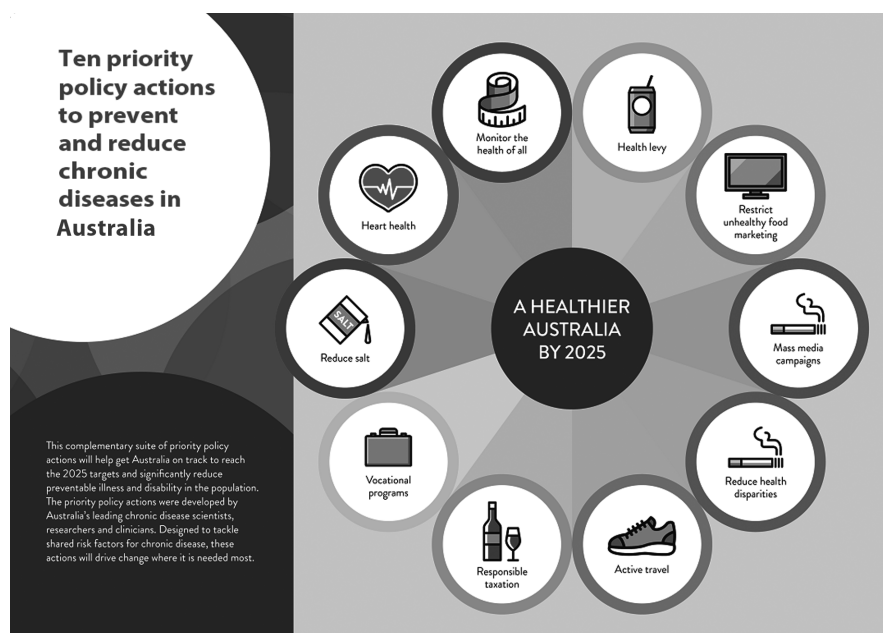 Ten priority
policy actions
to prevent
and reduce
chronic
diseases in
Australia
This complementary suite of priority policy
actions will help get Australia on track to reach
the 2025 targets and significantly reduce
preventable illness and disability in the population.
The priority policy actions were developed by
Australia's leading chronic disease scientists,
researchers and clinicians. Designed to tackle
shared risk factors for chronic disease, these
actions will drive change where it is needed most.
A HEALTHIER
AUSTRALIA
BY 2025
Health levy
Restrict
unhealthy food
marketing
Mass media
campaigns
Reduce health
disparities
Active travel
Responsible
taxation
Vocational
programs
SALT
Reduce salt
Heart health
Monitor the
health of all